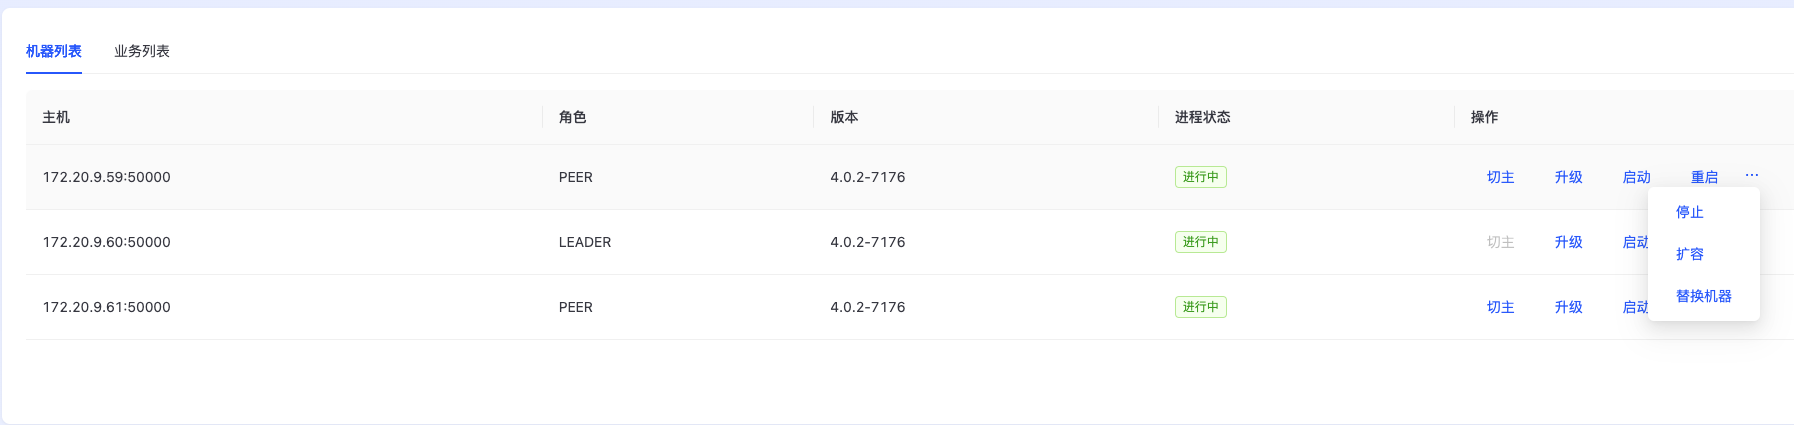 机器列表 业务列表
主机 角色 版本 进程状态 操作
172.20.9.59:50000 PEER 4.0.2-7176 进行中 切主 升级 启动 重启 ···
停止
172.20.9.60:50000 LEADER 4.0.2-7176 进行中 切主 升级 启动
扩容
替换机器
172.20.9.61:50000 PEER 4.0.2-7176 进行中 切主 升级 启动